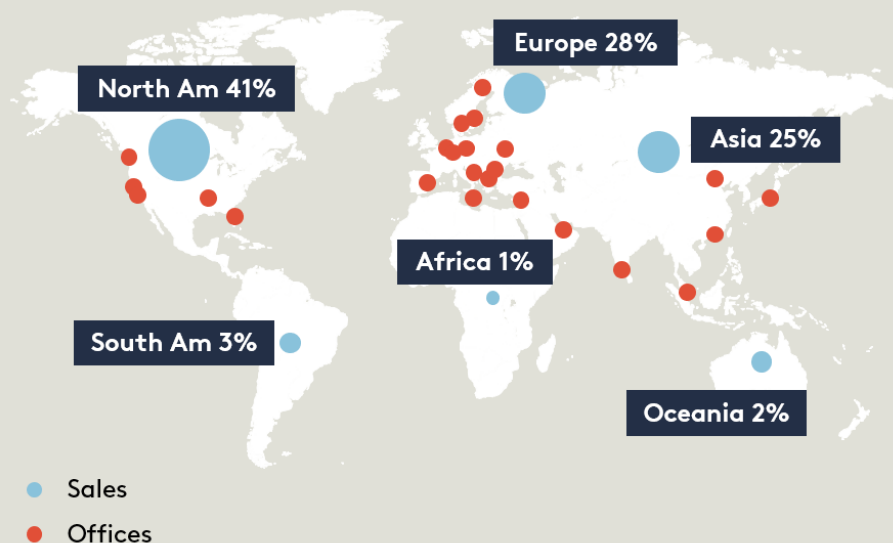 Europe 28%
North Am 41%
Asia 25%
Africa 1%
South Am 3%
Oceania 2%
Sales
Offices